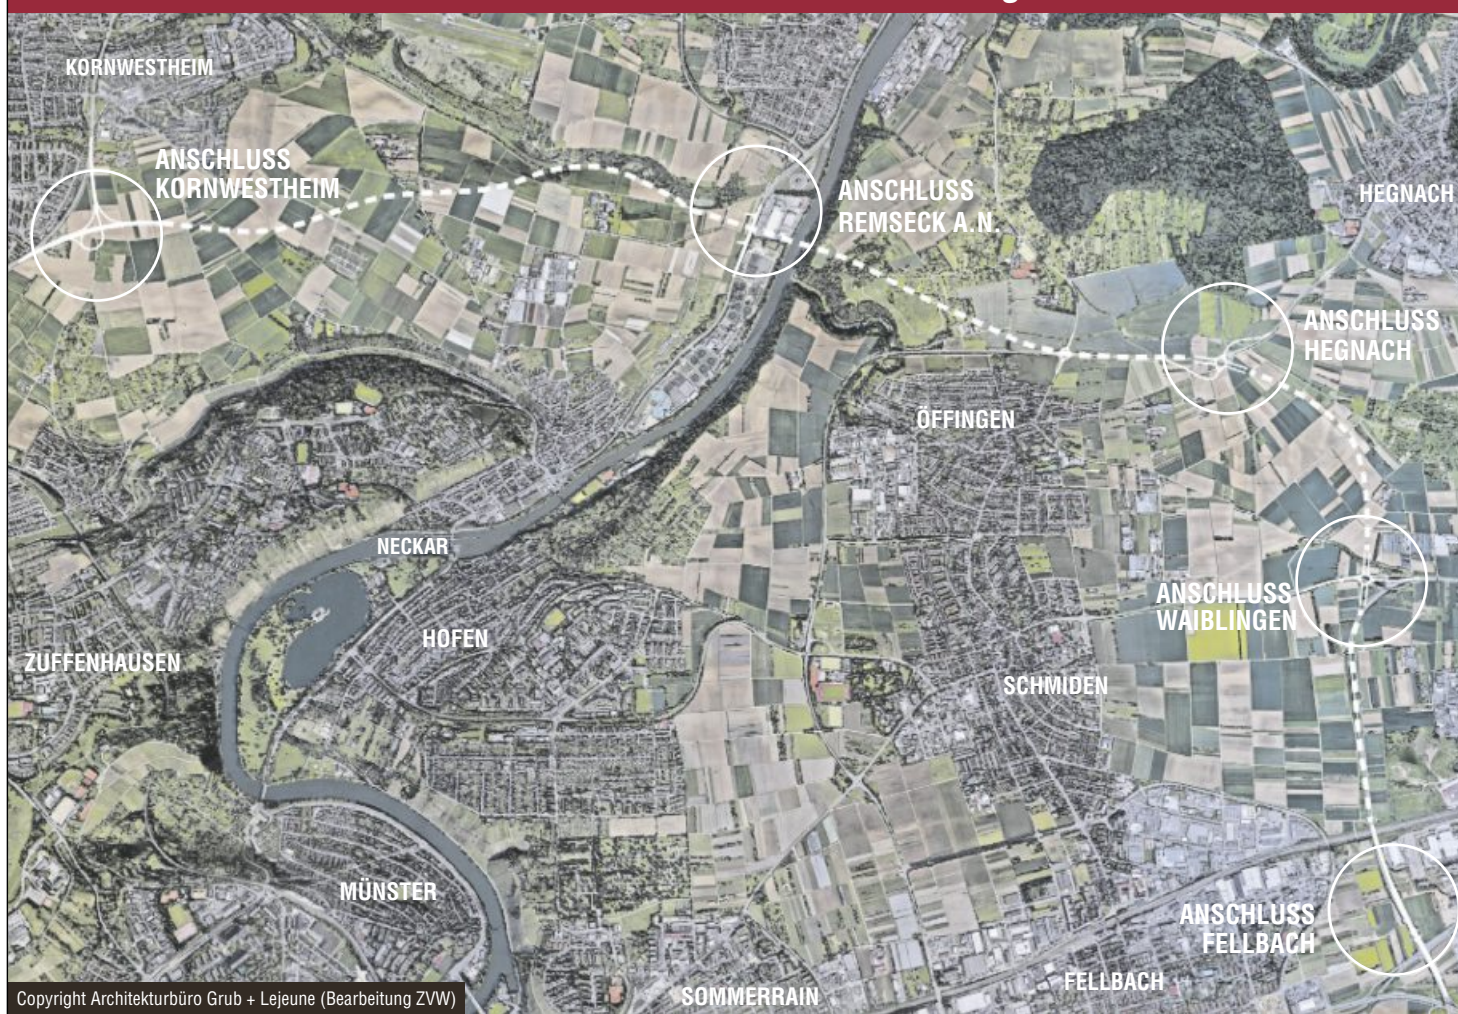 KORNWESTHEIM
ANSCHLUSS
KORNWESTHEIM
ANSCHLUSS
REMSECK A.N.
HEGNACH
ANSCHLUSS
HEGNACH
ÖFFINGEN
NECKAR
ANSCHLUSS
WAIBLINGEN
HOFEN
ZUFFENHAUSEN
SCHMIDEN
MÜNSTER
ANSCHLUSS
FELLBACH
FELLBACH
SOMMERRAIN
Copyright Architekturbüro Grub + Lejeune (Bearbeitung ZVW)